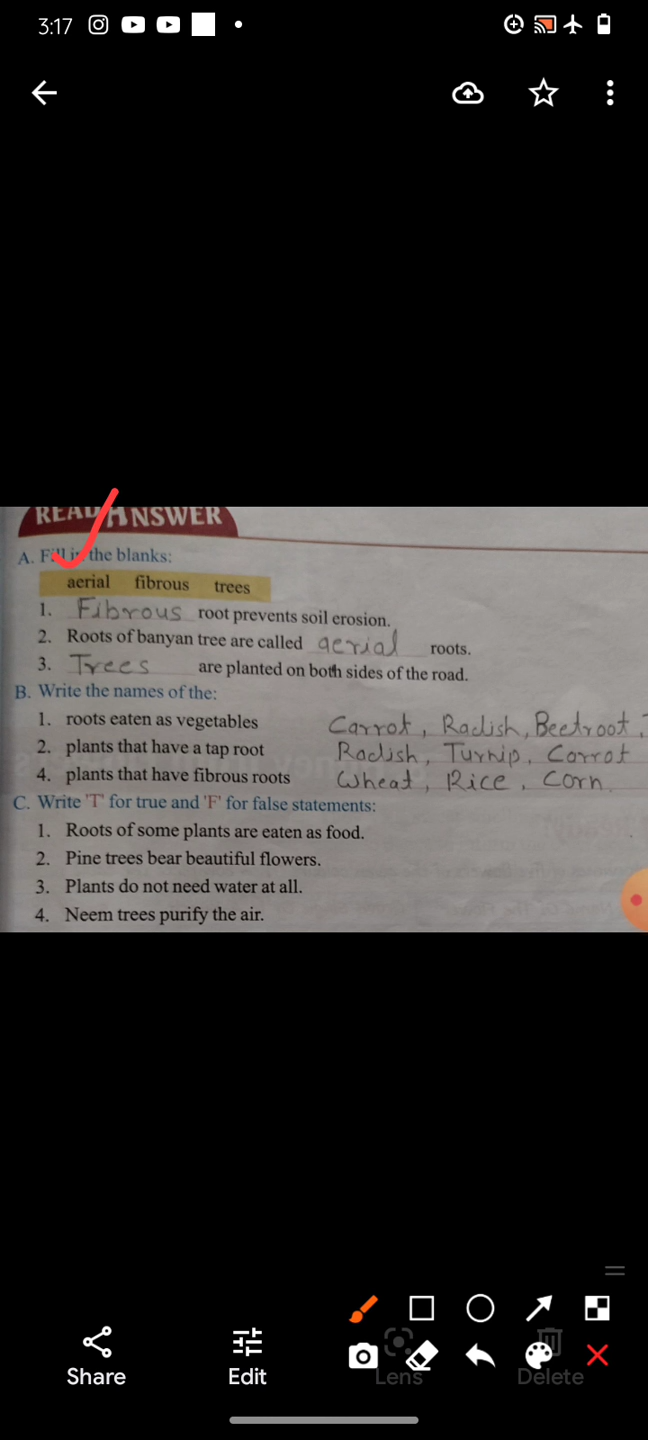 3:17
READ ANSWER
A. Fill in the blanks:
aerial fibrous trees
1. Fibrous root prevents soil erosion.
2. Roots of banyan tree are called aerial roots.
3. Trees are planted on both sides of the road.
B. Write the names of the:
1. roots eaten as vegetables Carrot, Radish, Beetroot,
2. plants that have a tap root Radish, Turnip, Carrot
4. plants that have fibrous roots Wheat, Rice, Corn.
C. Write 'T' for true and 'F' for false statements:
1. Roots of some plants are eaten as food.
2. Pine trees bear beautiful flowers.
3. Plants do not need water at all.
4. Neem trees purify the air.
Share Edit Lens Delete